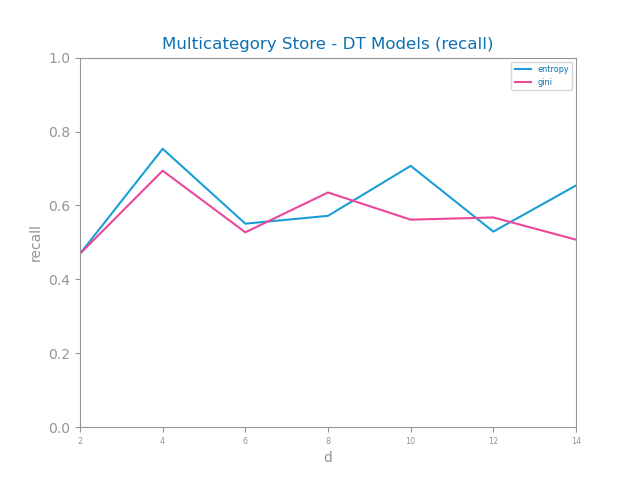 Multicategory Store - DT Models (recall)
entropy
gini
1.0
0.8
0.6
0.4
0.2
0.0
recall
2 4 6 8 10 12 14
d